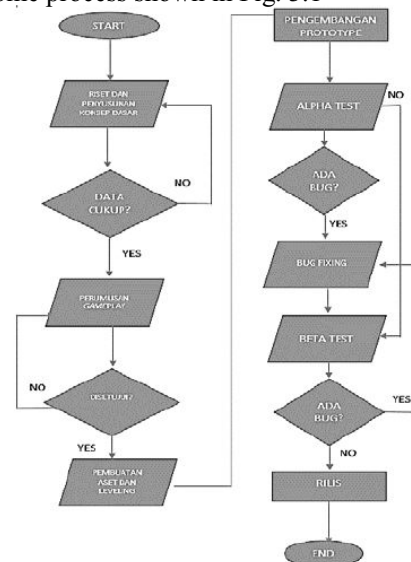 process shown in Fig. 3.1
START
RISET DAN
PENYUSUNAN
KONSEP DASAR
NO
DATA
CUKUP?
YES
PERUMUSAN
GAMEPLAY
NO
DISETUJUI?
YES
PEMBUATAN
ASET DAN
LEVELING
PENGEMBANGAN
PROTOTYPE
NO
ALPHA TEST
ADA
BUG?
YES
BUG FIXING
BETA TEST
ADA
BUG?
YES
NO
RILIS
END